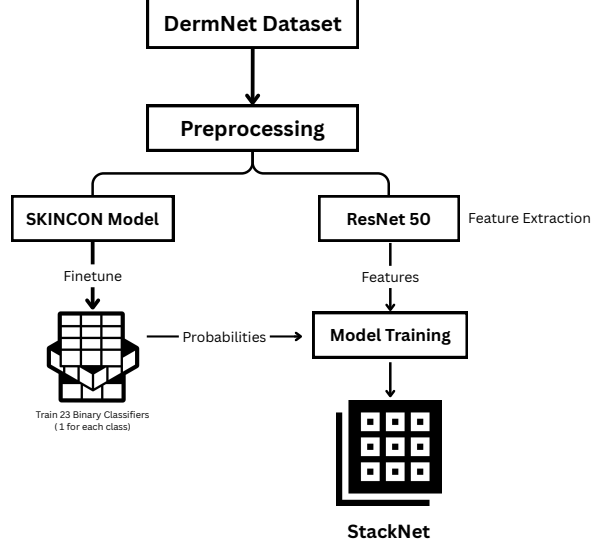 DermNet Dataset
Preprocessing
SKINCON Model
ResNet 50
Feature Extraction
Finetune
Features
Probabilities
Model Training
Train 23 Binary Classifiers
( 1 for each class)
StackNet